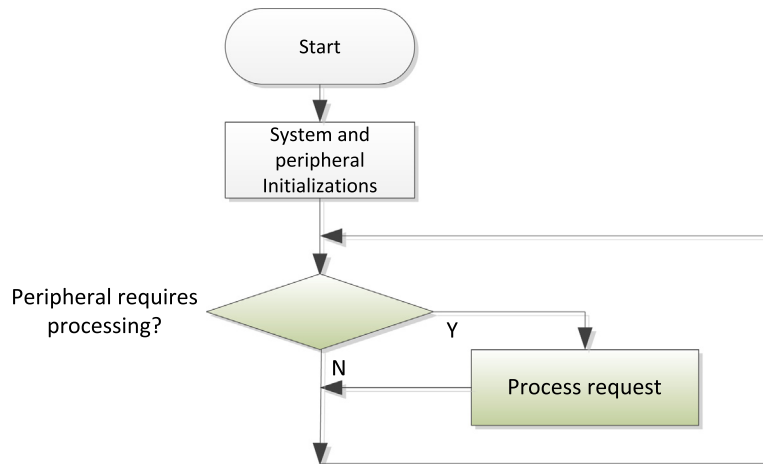 Start
System and
peripheral
Initializations
Peripheral requires
processing?
Y
N
Process request